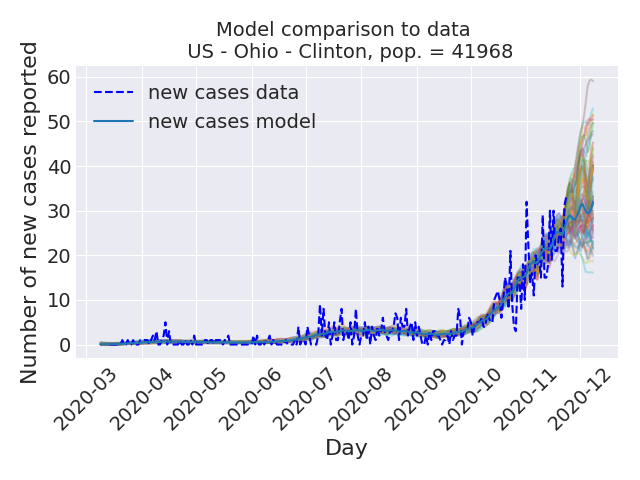 Model comparison to data
US - Ohio - Clinton, pop. = 41968
Number of new cases reported
60
50
40
30
20
10
0
new cases data
new cases model
2020-03
2020-04
2020-05
2020-06
2020-07
2020-08
2020-09
2020-10
2020-11
2020-12
Day